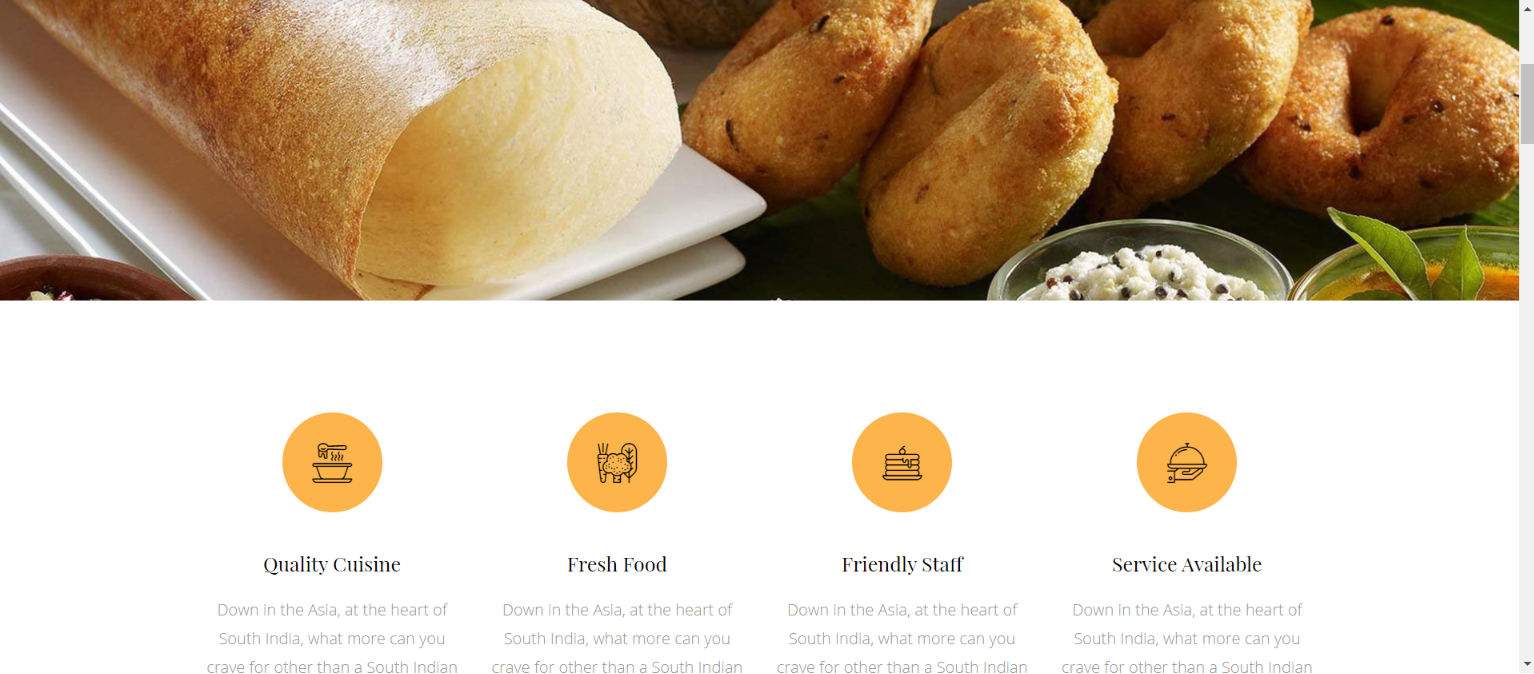 Quality Cuisine
Down in the Asia, at the heart of
South India, what more can you
crave for other than a South Indian
Fresh Food
Down in the Asia, at the heart of
South India, what more can you
crave for other than a South Indian
Friendly Staff
Down in the Asia, at the heart of
South India, what more can you
crave for other than a South Indian
Service Available
Down in the Asia, at the heart of
South India, what more can you
crave for other than a South Indian